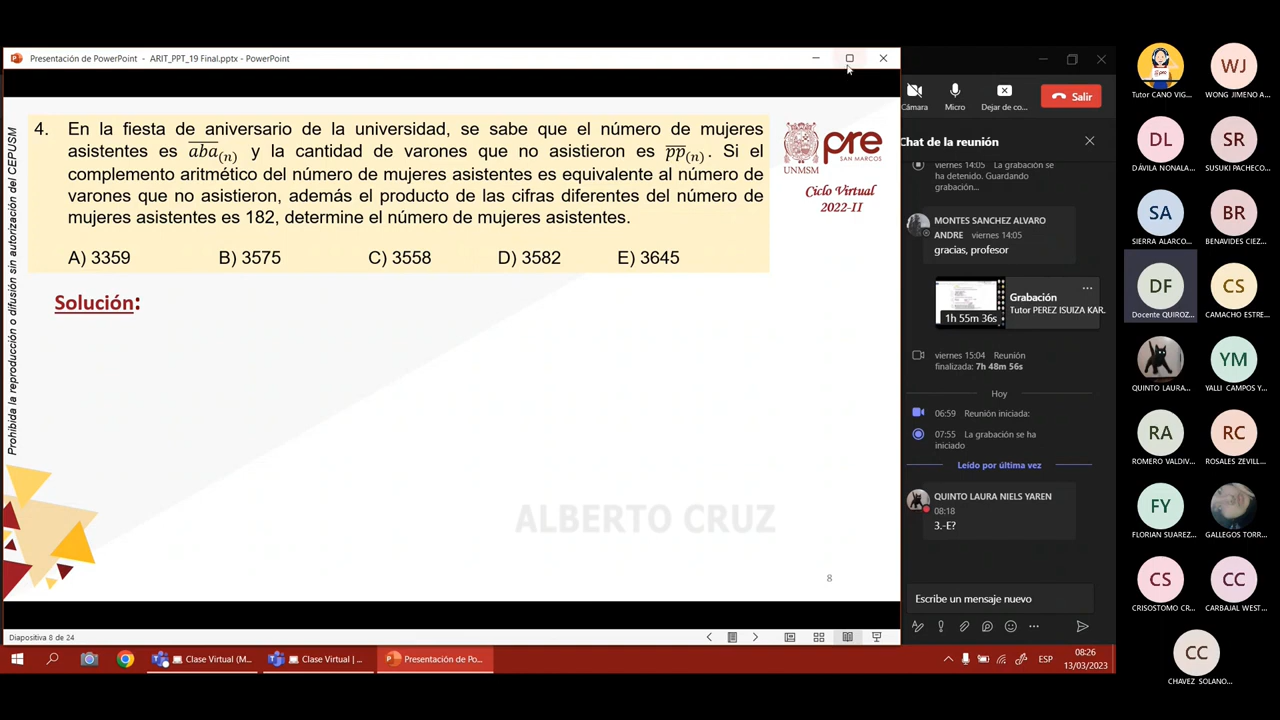 Presentación de PowerPoint - ARIT_PPT_19 Final.pptx - PowerPoint
Prohibida la reproducción o difusión sin autorización del CEPUSM
4. En la fiesta de aniversario de la universidad, se sabe que el número de mujeres
asistentes es aba(n) y la cantidad de varones que no asistieron es pp(n). Si el
complemento aritmético del número de mujeres asistentes es equivalente al número de
varones que no asistieron, además el producto de las cifras diferentes del número de
mujeres asistentes es 182, determine el número de mujeres asistentes.
A) 3359 B) 3575 C) 3558 D) 3582 E) 3645
UNMSM
pre
SAN MARCOS
Ciclo Virtual
2022-II
Solución:
ALBERTO CRUZ
8
Diapositiva 8 de 24
Cámara
Micro
Dejar de co...
Salir
Chat de la reunión
viernes 14:05 La grabación se
ha detenido. Guardando
grabación...
MONTES SANCHEZ ALVARO
ANDRE viernes 14:05
gracias, profesor
1h 55m 36s
Grabación
Tutor PEREZ ISUIZA KAR.
viernes 15:04 Reunión
finalizada: 7h 48m 56s
Hoy
06:59 Reunión iniciada:
07:55 La grabación se ha
iniciado
Leído por última vez
QUINTO LAURA NIELS YAREN
08:18
3.-E?
Escribe un mensaje nuevo
Tutor CANO VIG...
WJ
WONG JIMENO A...
DL
DÁVILA NONALA...
SR
SUSUKI PACHECO...
SA
SIERRA ALARCO...
BR
BENAVIDES CIEZ...
DF
Docente QUIROZ...
CS
CAMACHO ESTRE...
QUINTO LAURA...
YM
YALLI CAMPOS Y...
RA
ROMERO VALDIV...
RC
ROSALES ZEVILL...
FY
FLORIAN SUAREZ...
GALLEGOS TORR...
CS
CRISOSTOMO CR...
CC
CARBAJAL WEST...
CC
CHAVEZ SOLANO...
Clase Virtual (M...
Clase Virtual | ...
Presentación de Po...
ESP
08:26
13/03/2023